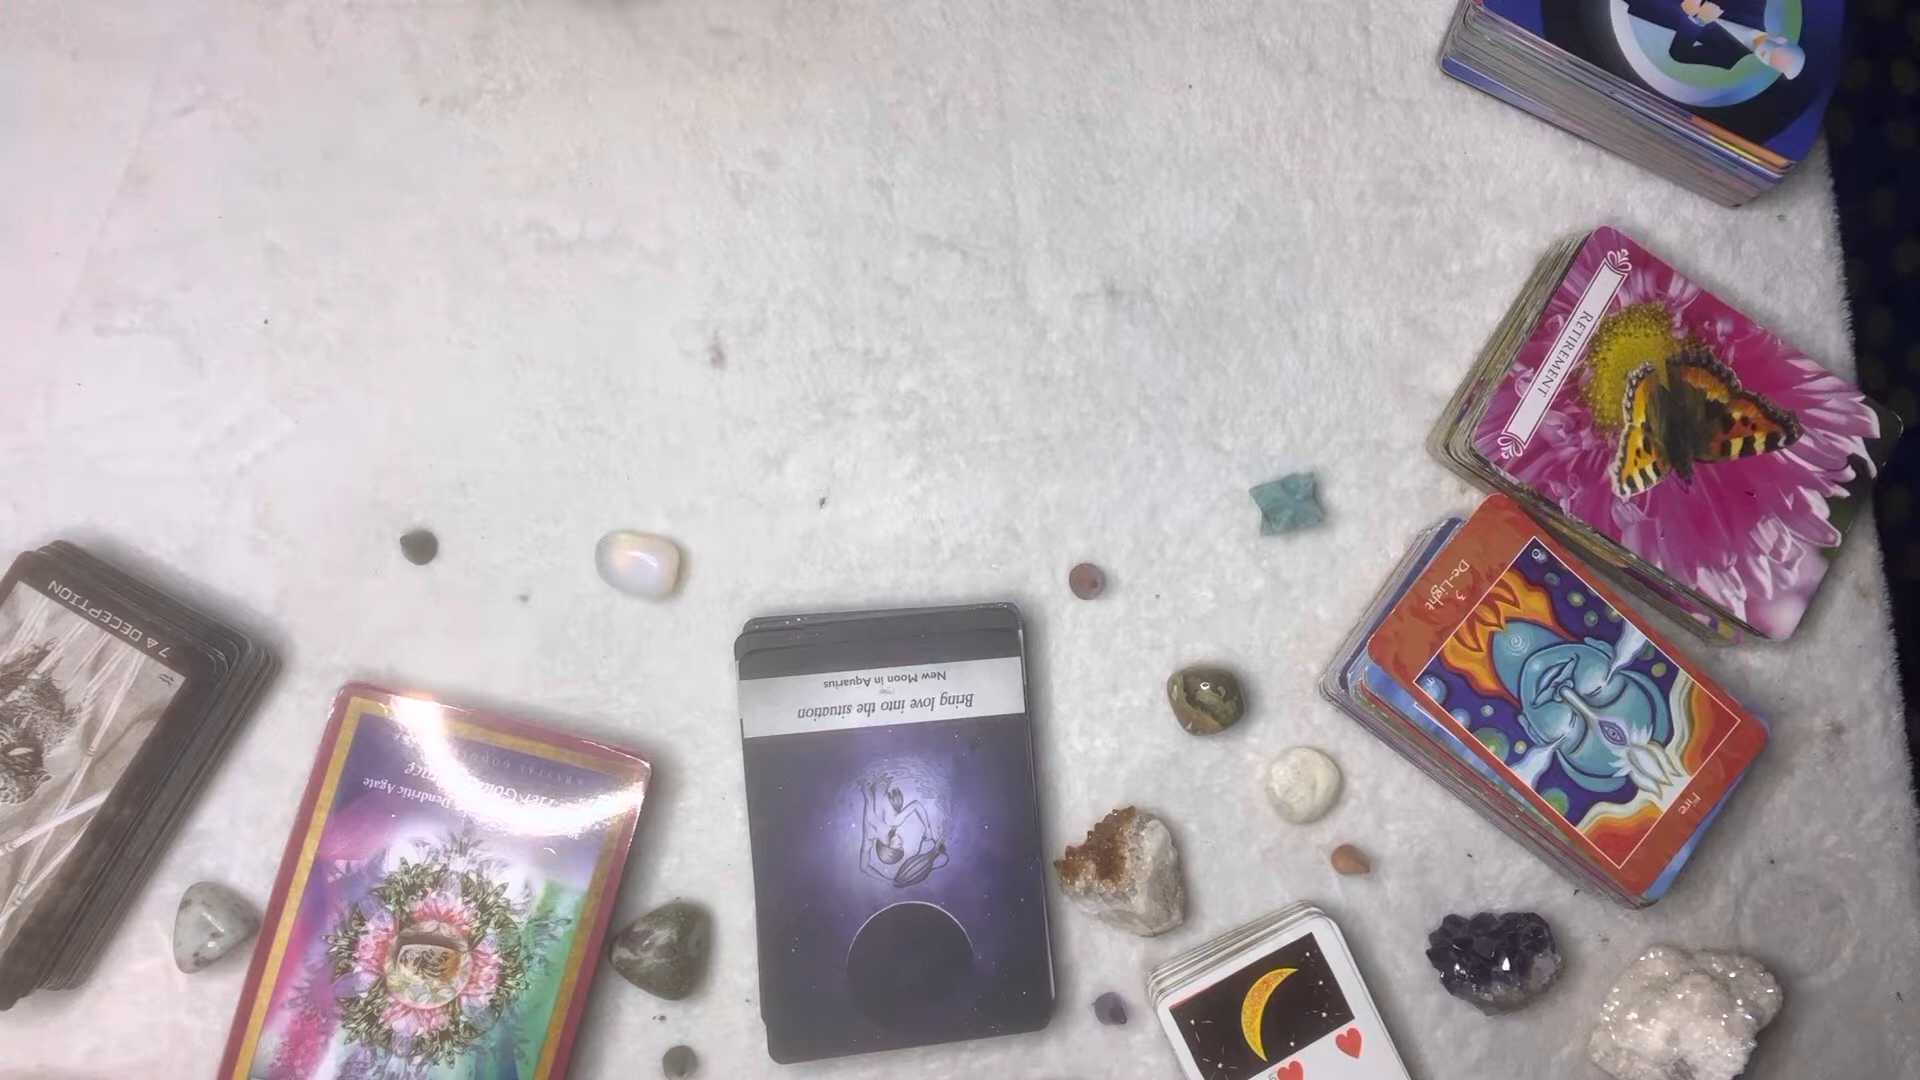 RETIREMENT
3
De-Light
Fire
7 DECEPTION
New Moon in Aquarius
Bring love into the situation
Dendritic Agate